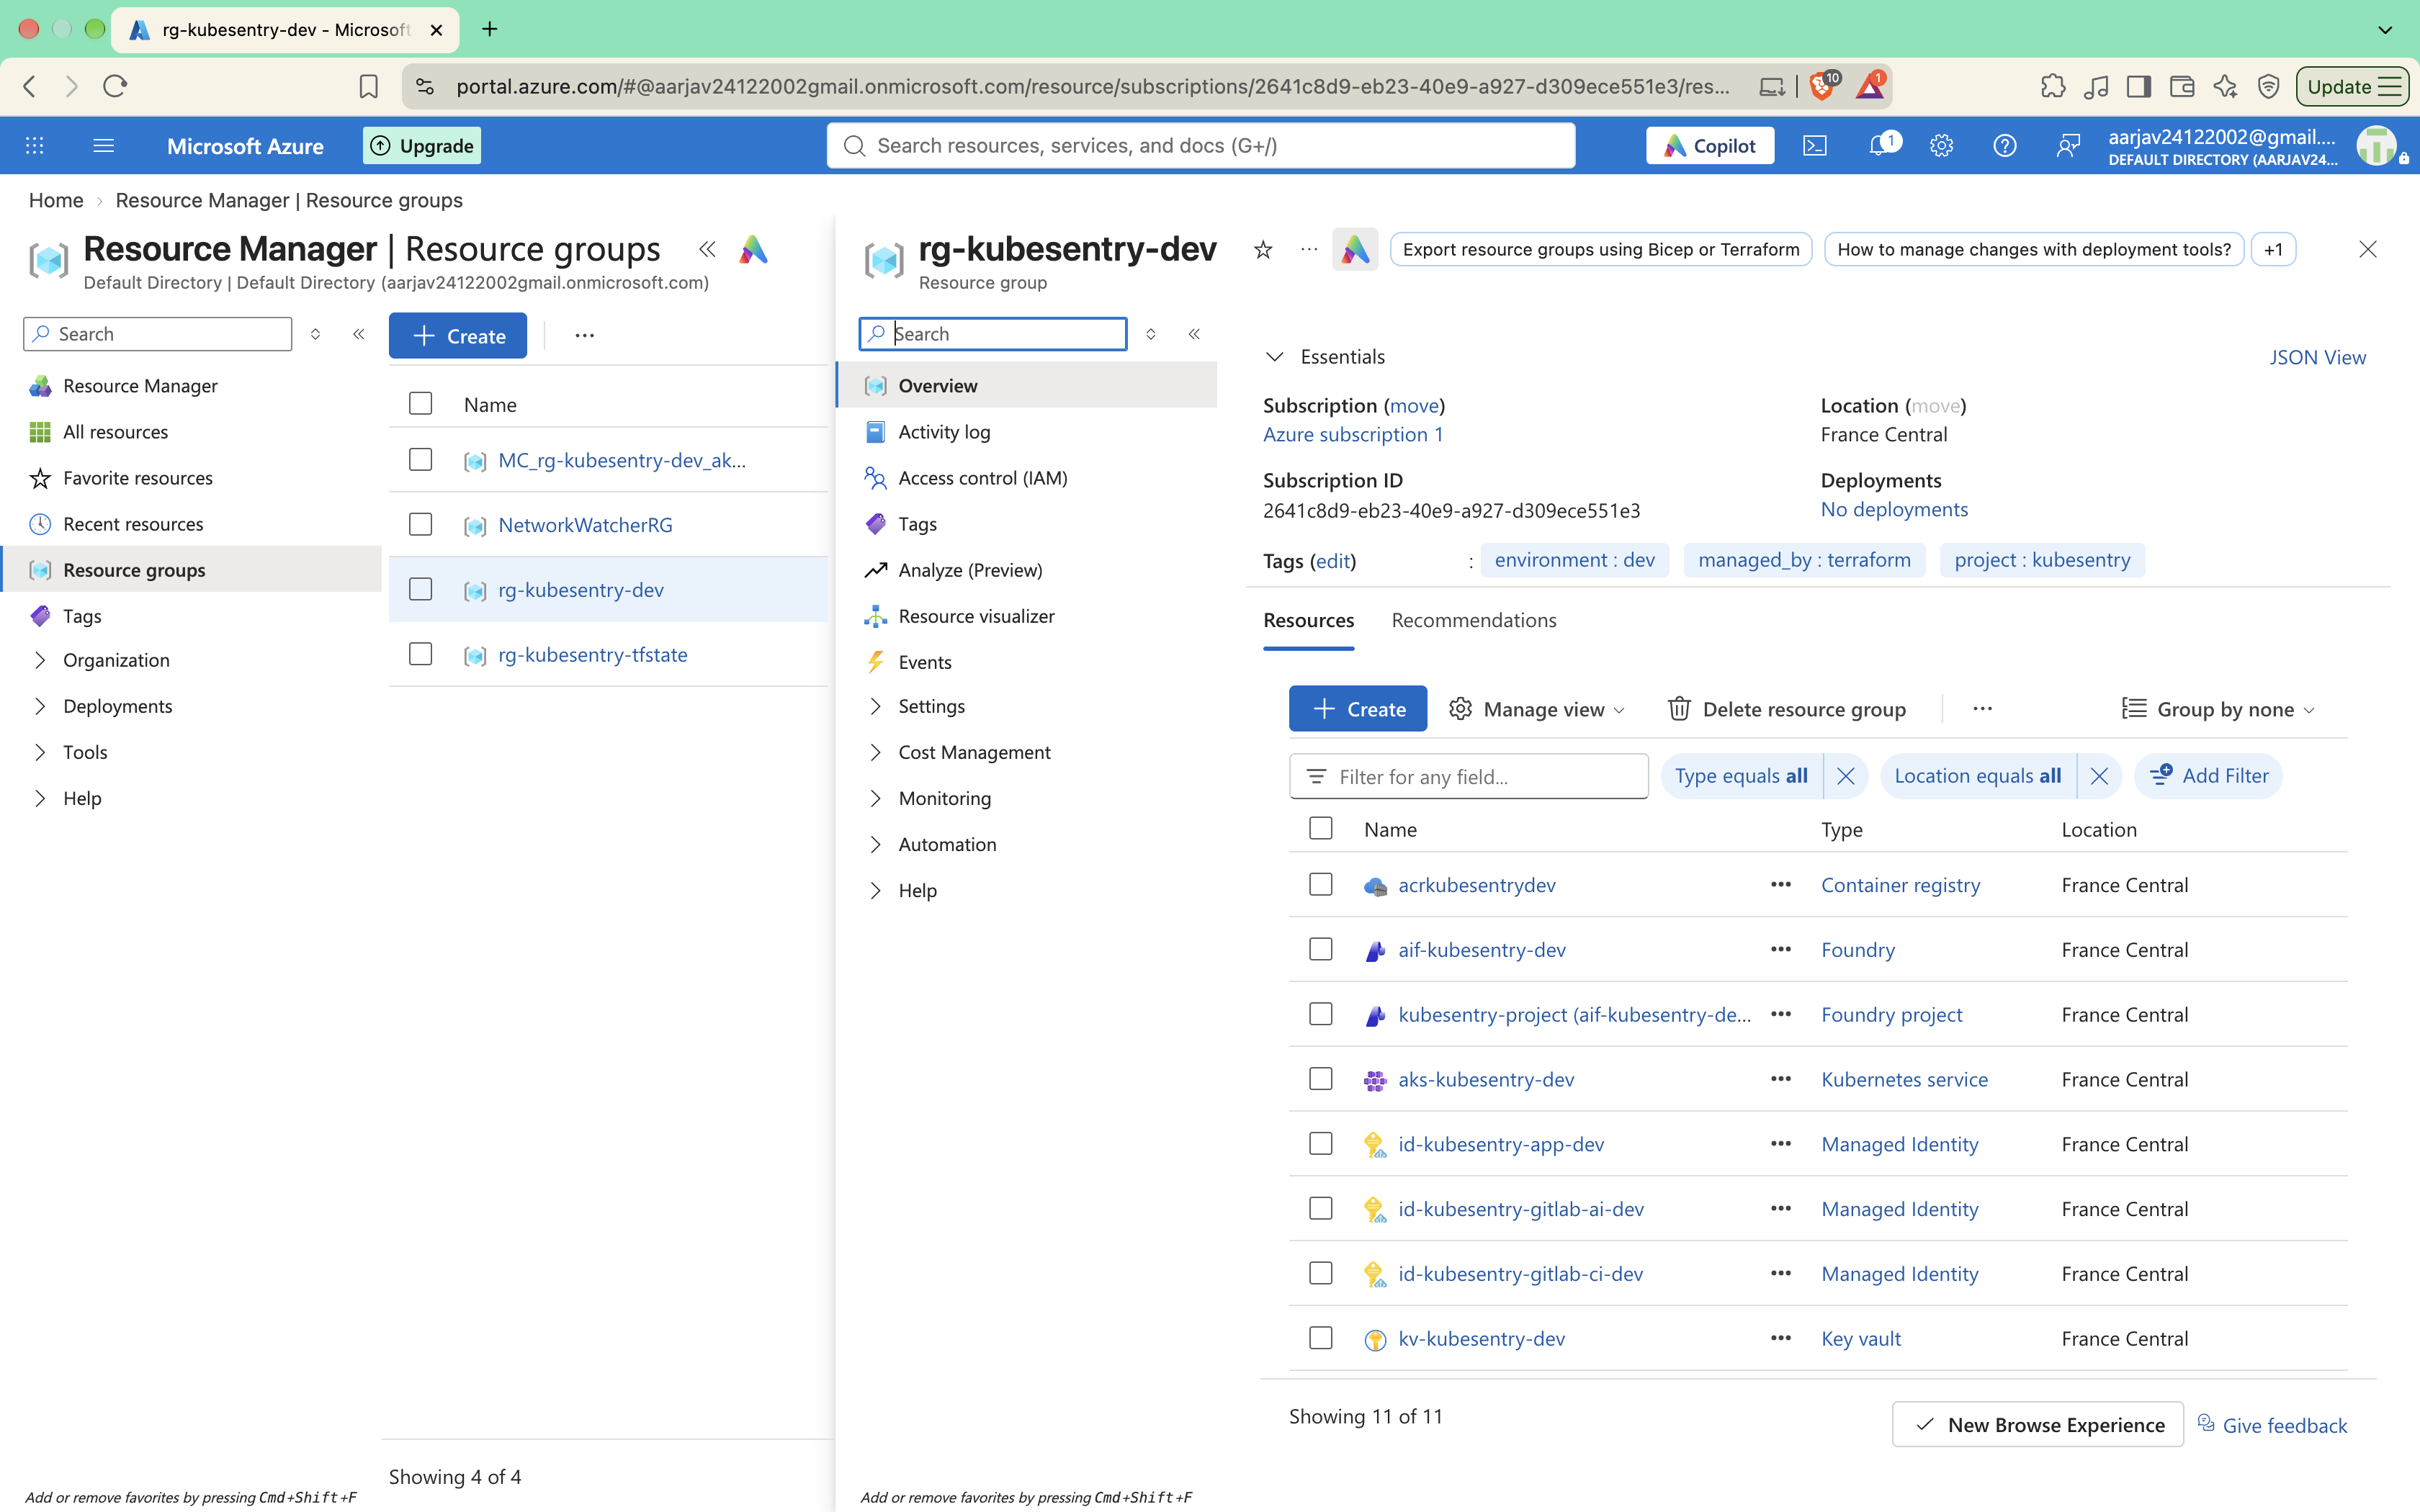 rg-kubesentry-dev - Microsoft
portal.azure.com/#@aarjav24122002gmail.onmicrosoft.com/resource/subscriptions/2641c8d9-eb23-40e9-a927-d309ece551e3/res...
10
1
Update
Microsoft Azure
Upgrade
Search resources, services, and docs (G+/)
Copilot
1
aarjav24122002@gmail....
DEFAULT DIRECTORY (AARJAV24...
Home > Resource Manager | Resource groups
Resource Manager | Resource groups
Default Directory | Default Directory (aarjav24122002gmail.onmicrosoft.com)
Search
Resource Manager
All resources
Favorite resources
Recent resources
Resource groups
Tags
Organization
Deployments
Tools
Help
Add or remove favorites by pressing Cmd+Shift+F
Create
Name
MC_rg-kubesentry-dev_ak...
NetworkWatcherRG
rg-kubesentry-dev
rg-kubesentry-tfstate
Showing 4 of 4
rg-kubesentry-dev
Resource group
Export resource groups using Bicep or Terraform
How to manage changes with deployment tools?
+1
Search
Overview
Activity log
Access control (IAM)
Tags
Analyze (Preview)
Resource visualizer
Events
Settings
Cost Management
Monitoring
Automation
Help
Add or remove favorites by pressing Cmd+Shift+F
Essentials
JSON View
Subscription (move)
Azure subscription 1
Subscription ID
2641c8d9-eb23-40e9-a927-d309ece551e3
Location (move)
France Central
Deployments
No deployments
Tags (edit) : environment : dev managed_by : terraform project : kubesentry
Resources Recommendations
Create Manage view Delete resource group Group by none
Filter for any field... Type equals all Location equals all Add Filter
Name Type Location
acrkubesentrydev Container registry France Central
aif-kubesentry-dev Foundry France Central
kubesentry-project (aif-kubesentry-de... Foundry project France Central
aks-kubesentry-dev Kubernetes service France Central
id-kubesentry-app-dev Managed Identity France Central
id-kubesentry-gitlab-ai-dev Managed Identity France Central
id-kubesentry-gitlab-ci-dev Managed Identity France Central
kv-kubesentry-dev Key vault France Central
Showing 11 of 11
New Browse Experience
Give feedback